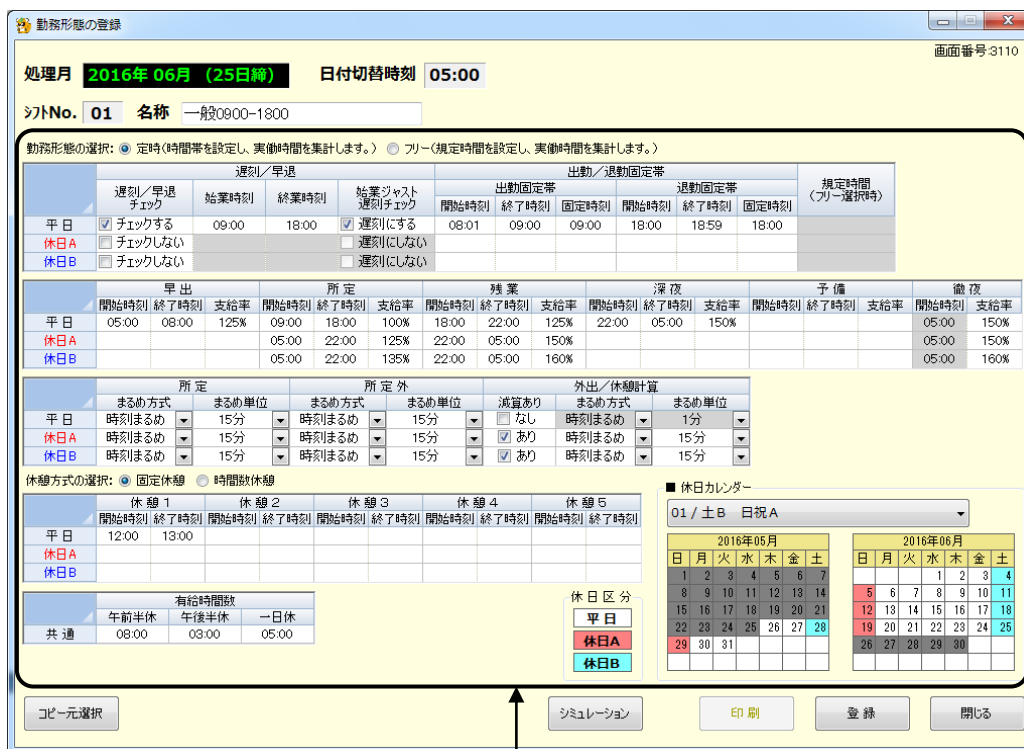 勤務形態の登録
画面番号:3110
処理月 2016年 06月 （25日締） 日付切替時刻 05:00
ｼﾌﾄNo. 01 名称 一般0900-1800
勤務形態の選択: 定時(時間帯を設定し、実働時間を集計します。) フリー(規定時間を設定し、実働時間を集計します。)
遅刻／早退 出勤／退勤固定帯 規定時間
(フリー選択時)
遅刻／早退
チェック 始業時刻 終業時刻 始業ジャスト
遅刻チェック 出勤固定帯 退勤固定帯
開始時刻 終了時刻 固定時刻 開始時刻 終了時刻 固定時刻
平 日 チェックする 09:00 18:00 遅刻にする 08:01 09:00 09:00 18:00 18:59 18:00
休日A チェックしない 遅刻にしない
休日B チェックしない 遅刻にしない
早 出 所 定 残 業 深 夜 予 備 徹 夜
開始時刻 終了時刻 支給率 開始時刻 終了時刻 支給率 開始時刻 終了時刻 支給率 開始時刻 終了時刻 支給率 開始時刻 終了時刻 支給率 開始時刻 支給率
平 日 05:00 08:00 125% 09:00 18:00 100% 18:00 22:00 125% 22:00 05:00 150% 05:00 150%
休日A 05:00 22:00 125% 22:00 05:00 150% 05:00 150%
休日B 05:00 22:00 135% 22:00 05:00 160% 05:00 160%
所 定 所 定 外 外出／休憩計算
まるめ方式 まるめ単位 まるめ方式 まるめ単位 減算あり まるめ方式 まるめ単位
平 日 時刻まるめ 15分 時刻まるめ 15分 なし 時刻まるめ 1分
休日A 時刻まるめ 15分 時刻まるめ 15分 あり 時刻まるめ 15分
休日B 時刻まるめ 15分 時刻まるめ 15分 あり 時刻まるめ 15分
休憩方式の選択: 固定休憩 時間数休憩
休 憩 1 休 憩 2 休 憩 3 休 憩 4 休 憩 5
開始時刻 終了時刻 開始時刻 終了時刻 開始時刻 終了時刻 開始時刻 終了時刻 開始時刻 終了時刻
平 日 12:00 13:00
休日A
休日B
有給時間数
午前半休 午後半休 一日休
共 通 08:00 03:00 05:00
休 日 区 分
平 日
休日A
休日B
■ 休日カレンダー
01 / 土B 日祝A
2016年05月
日 月 火 水 木 金 土
1 2 3 4 5 6 7
8 9 10 11 12 13 14
15 16 17 18 19 20 21
22 23 24 25 26 27 28
29 30 31
2016年06月
日 月 火 水 木 金 土
1 2 3 4
5 6 7 8 9 10 11
12 13 14 15 16 17 18
19 20 21 22 23 24 25
26 27 28 29 30
コピー元選択 シミュレーション 印 刷 登 録 閉じる